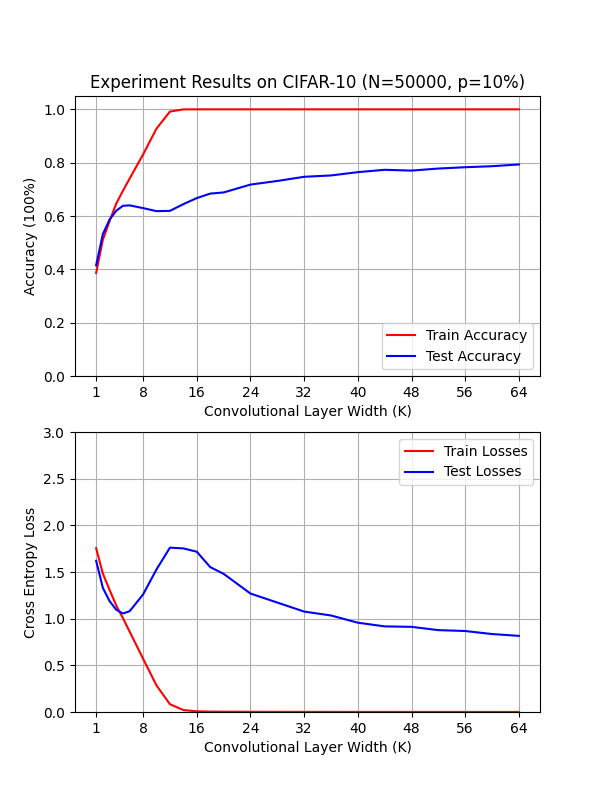 Experiment Results on CIFAR-10 (N=50000, p=10%)
1.0
0.8
0.6
0.4
0.2
0.0
Accuracy (100%)
Train Accuracy
Test Accuracy
1 8 16 24 32 40 48 56 64
Convolutional Layer Width (K)
3.0
2.5
2.0
1.5
1.0
0.5
0.0
Cross Entropy Loss
Train Losses
Test Losses
1 8 16 24 32 40 48 56 64
Convolutional Layer Width (K)